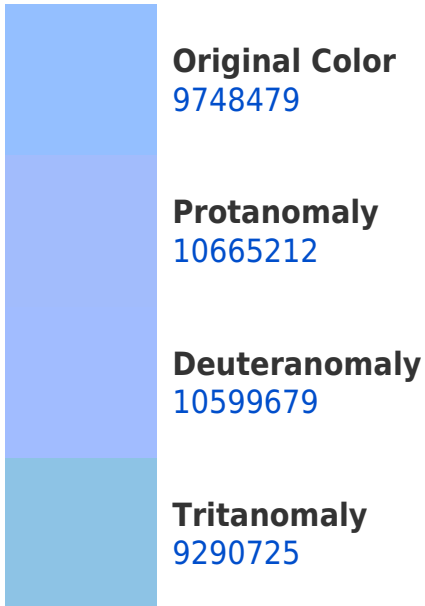 Original Color
9748479
Protanomaly
10665212
Deuteranomaly
10599679
Tritanomaly
9290725